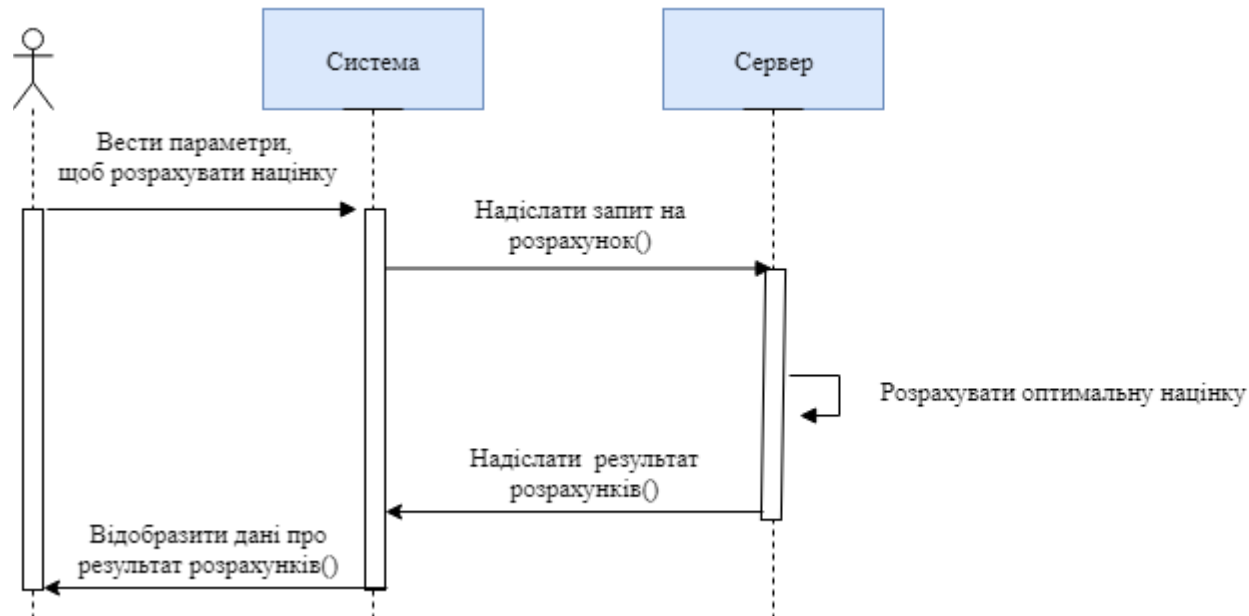 Система
Сервер
Вести параметри,
щоб розрахувати націнку
Надіслати запит на
розрахунок()
Розрахувати оптимальну націнку
Надіслати результат
розрахунків()
Відобразити дані про
результат розрахунків()